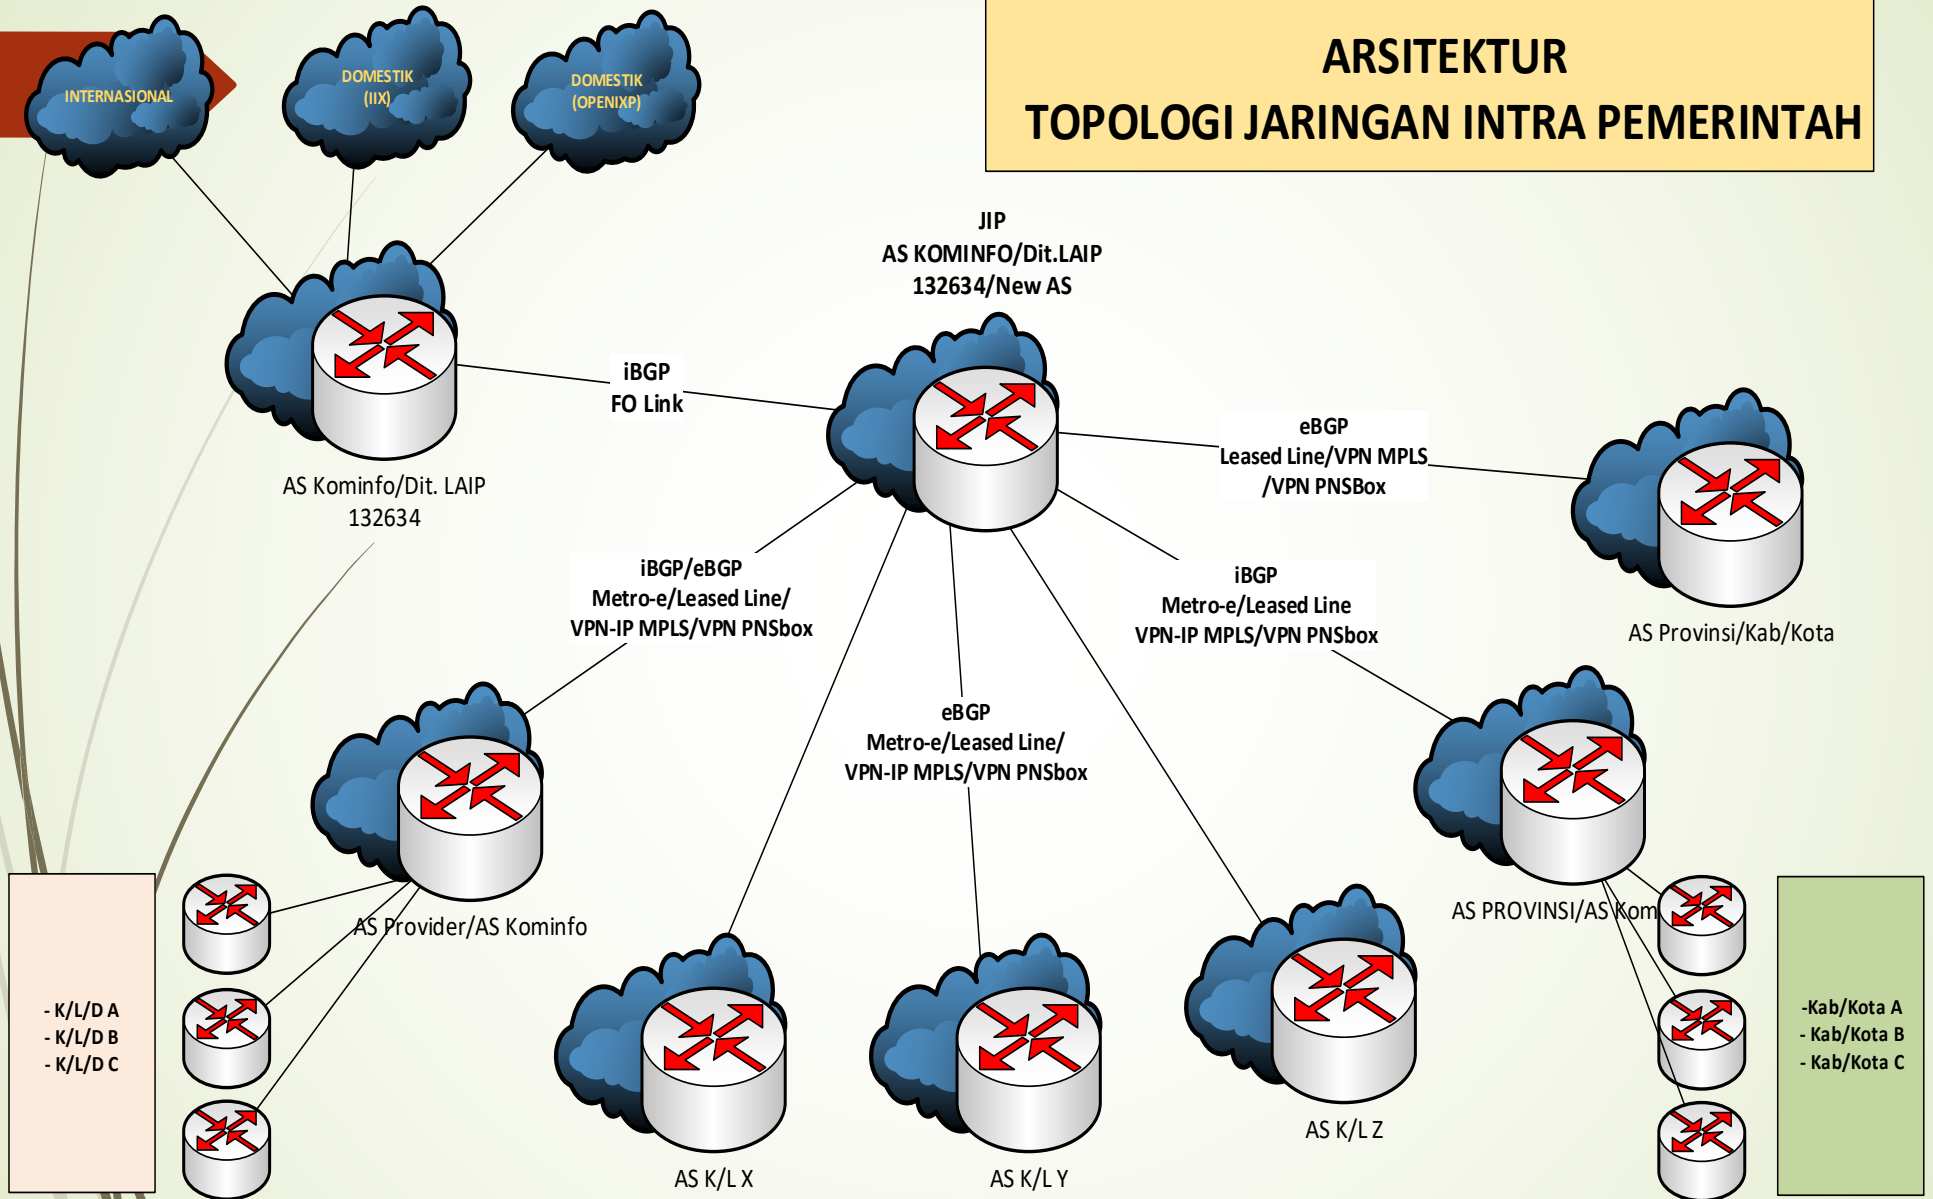 ARSITEKTUR
TOPOLOGI JARINGAN INTRA PEMERINTAH
INTERNASIONAL
DOMESTIK
(IIX)
DOMESTIK
(OPENIXP)
JIP
AS KOMINFO/Dit.LAIP
132634/New AS
iBGP
FO Link
AS Kominfo/Dit. LAIP
132634
eBGP
Leased Line/VPN MPLS
/VPN PNSBox
AS Provinsi/Kab/Kota
iBGP/eBGP
Metro-e/Leased Line/
VPN-IP MPLS/VPN PNSbox
iBGP
Metro-e/Leased Line
VPN-IP MPLS/VPN PNSbox
eBGP
Metro-e/Leased Line/
VPN-IP MPLS/VPN PNSbox
AS Provider/AS Kominfo
AS PROVINSI/AS Kom
- K/L/D A
- K/L/D B
- K/L/D C
-Kab/Kota A
- Kab/Kota B
- Kab/Kota C
AS K/L X
AS K/L Y
AS K/L Z